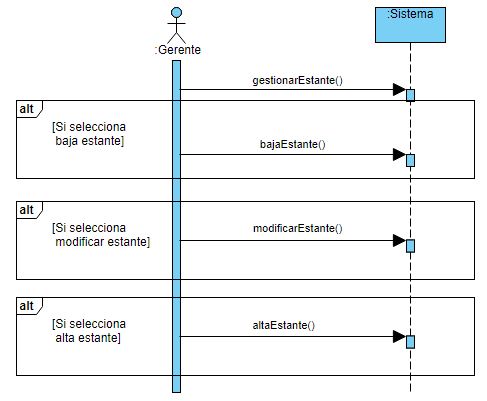 :Sistema
:Gerente
gestionarEstante()
alt
[Si selecciona
baja estante]
bajaEstante()
alt
[Si selecciona
modificar estante]
modificarEstante()
alt
[Si selecciona
alta estante]
altaEstante()